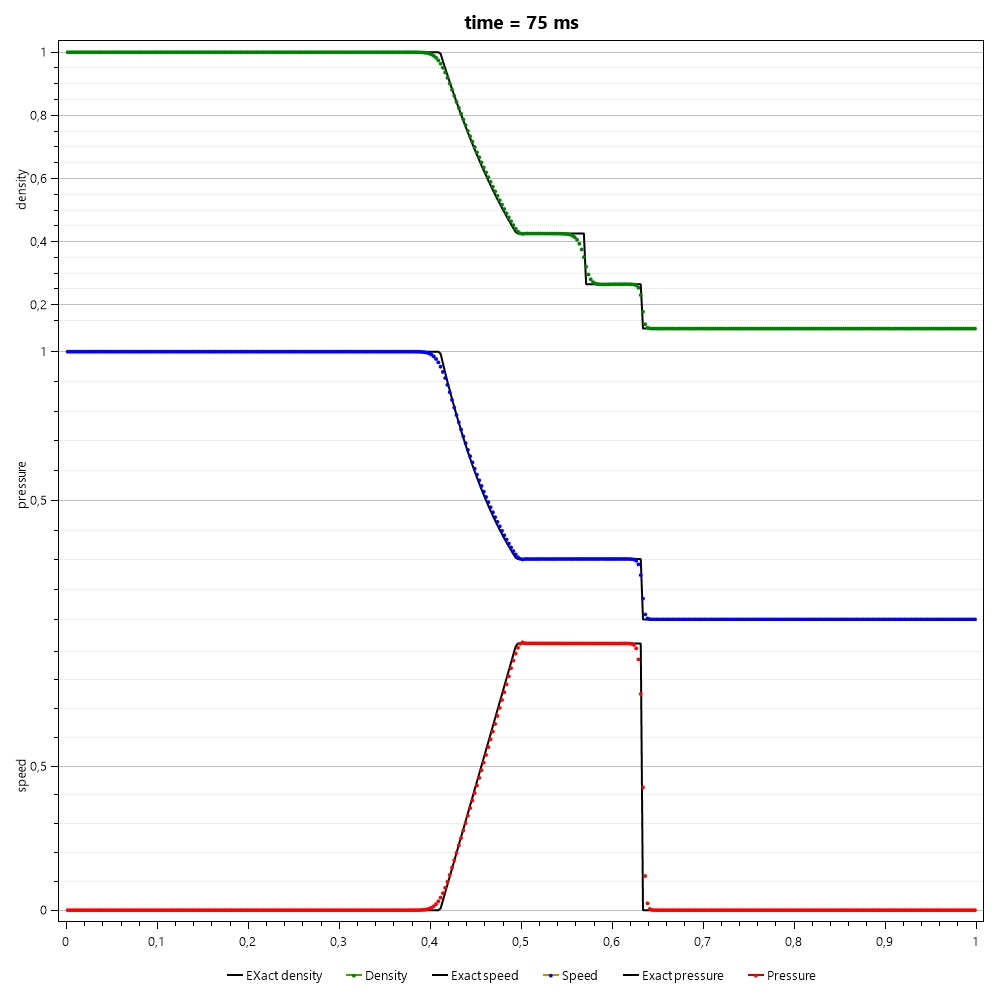 time = 75 ms
1
0,8
0,6
0,4
0,2
density
1
0,5
pressure
0,5
0
speed
0 0,1 0,2 0,3 0,4 0,5 0,6 0,7 0,8 0,9 1
EXact density Density Exact speed Speed Exact pressure Pressure